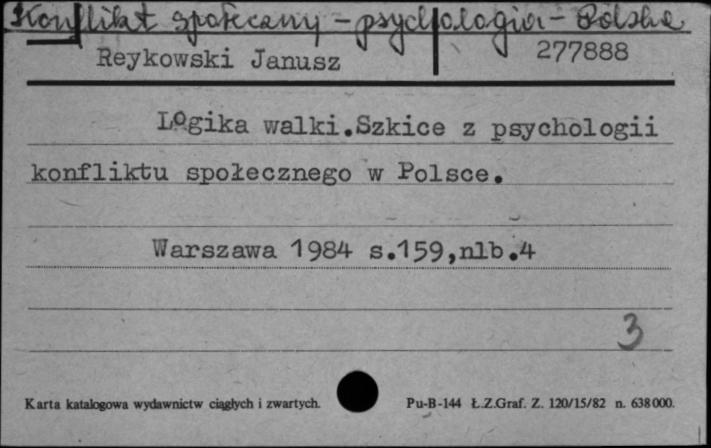 Konflikt społeczny - psychologia - Polska
Reykowski Janusz 277888
Logika walki.Szkice z psychologii
konfliktu społecznego w Polsce.
Warszawa 1984 s.159,nlb.4
3
Karta katalogowa wydawnictw ciągłych i zwartych. Pu-B-144 Ł.Z.Graf. Z. 120/15/82 n. 638000.